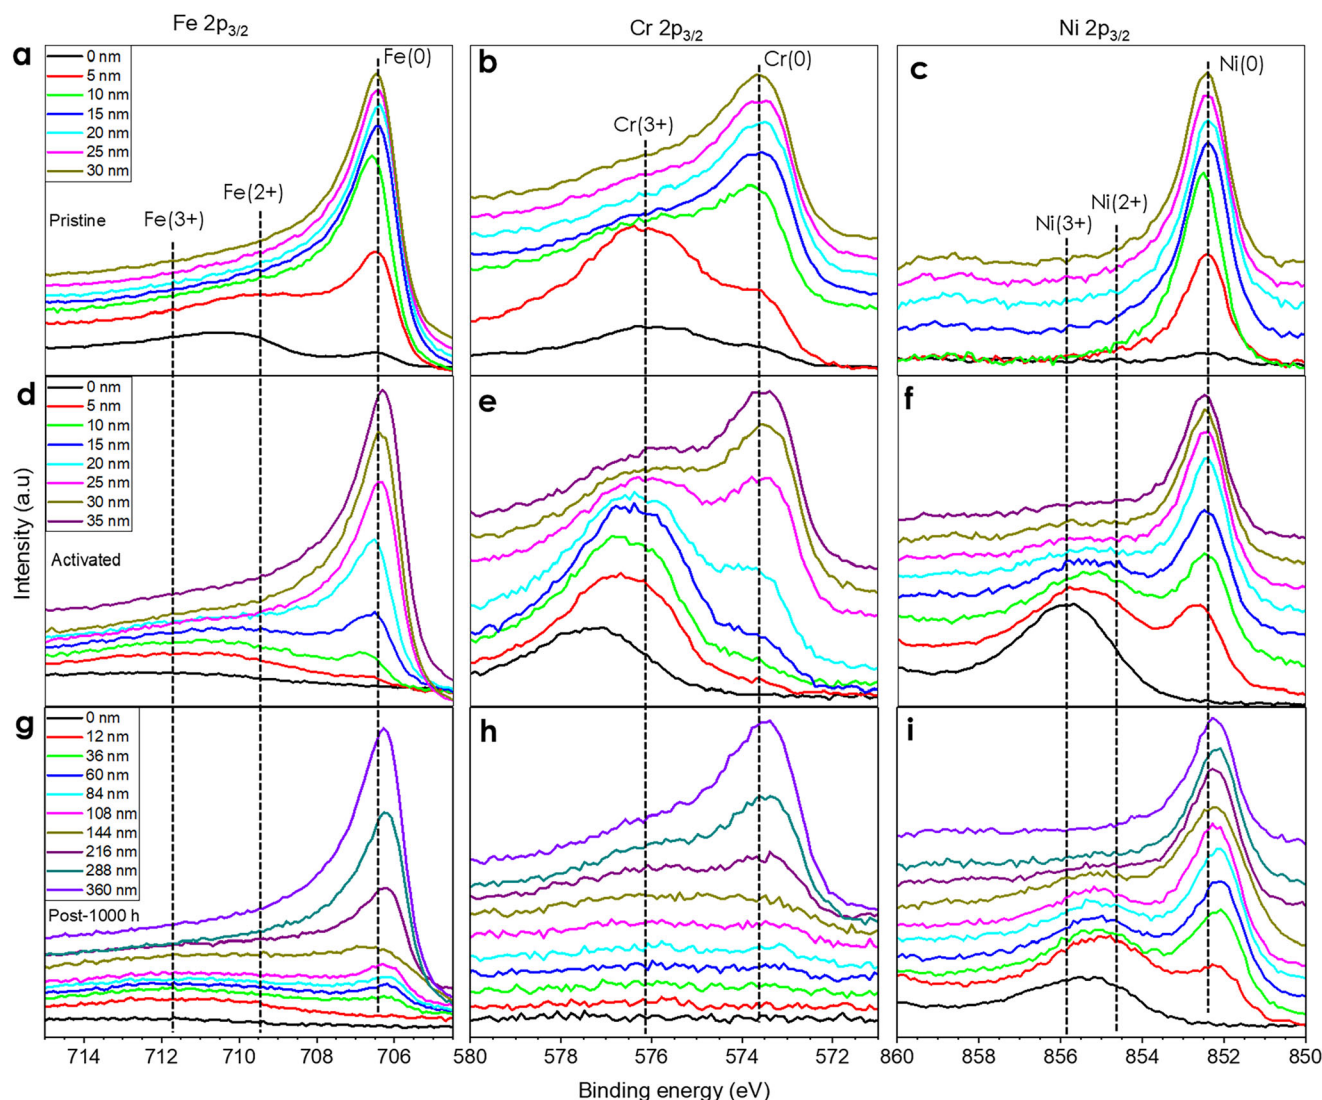 Fe 2p3/2
Cr 2p3/2
Ni 2p3/2
a
0 nm
5 nm
10 nm
15 nm
20 nm
25 nm
30 nm
Pristine
Fe(3+)
Fe(2+)
Fe(0)
b
Cr(3+)
Cr(0)
c
Ni(3+)
Ni(2+)
Ni(0)
d
0 nm
5 nm
10 nm
15 nm
20 nm
25 nm
30 nm
35 nm
Activated
e
f
g
0 nm
12 nm
36 nm
60 nm
84 nm
108 nm
144 nm
216 nm
288 nm
360 nm
Post-1000 h
h
i
Intensity (a.u)
714 712 710 708 706 580 578 576 574 572 860 858 856 854 852 850
Binding energy (eV)